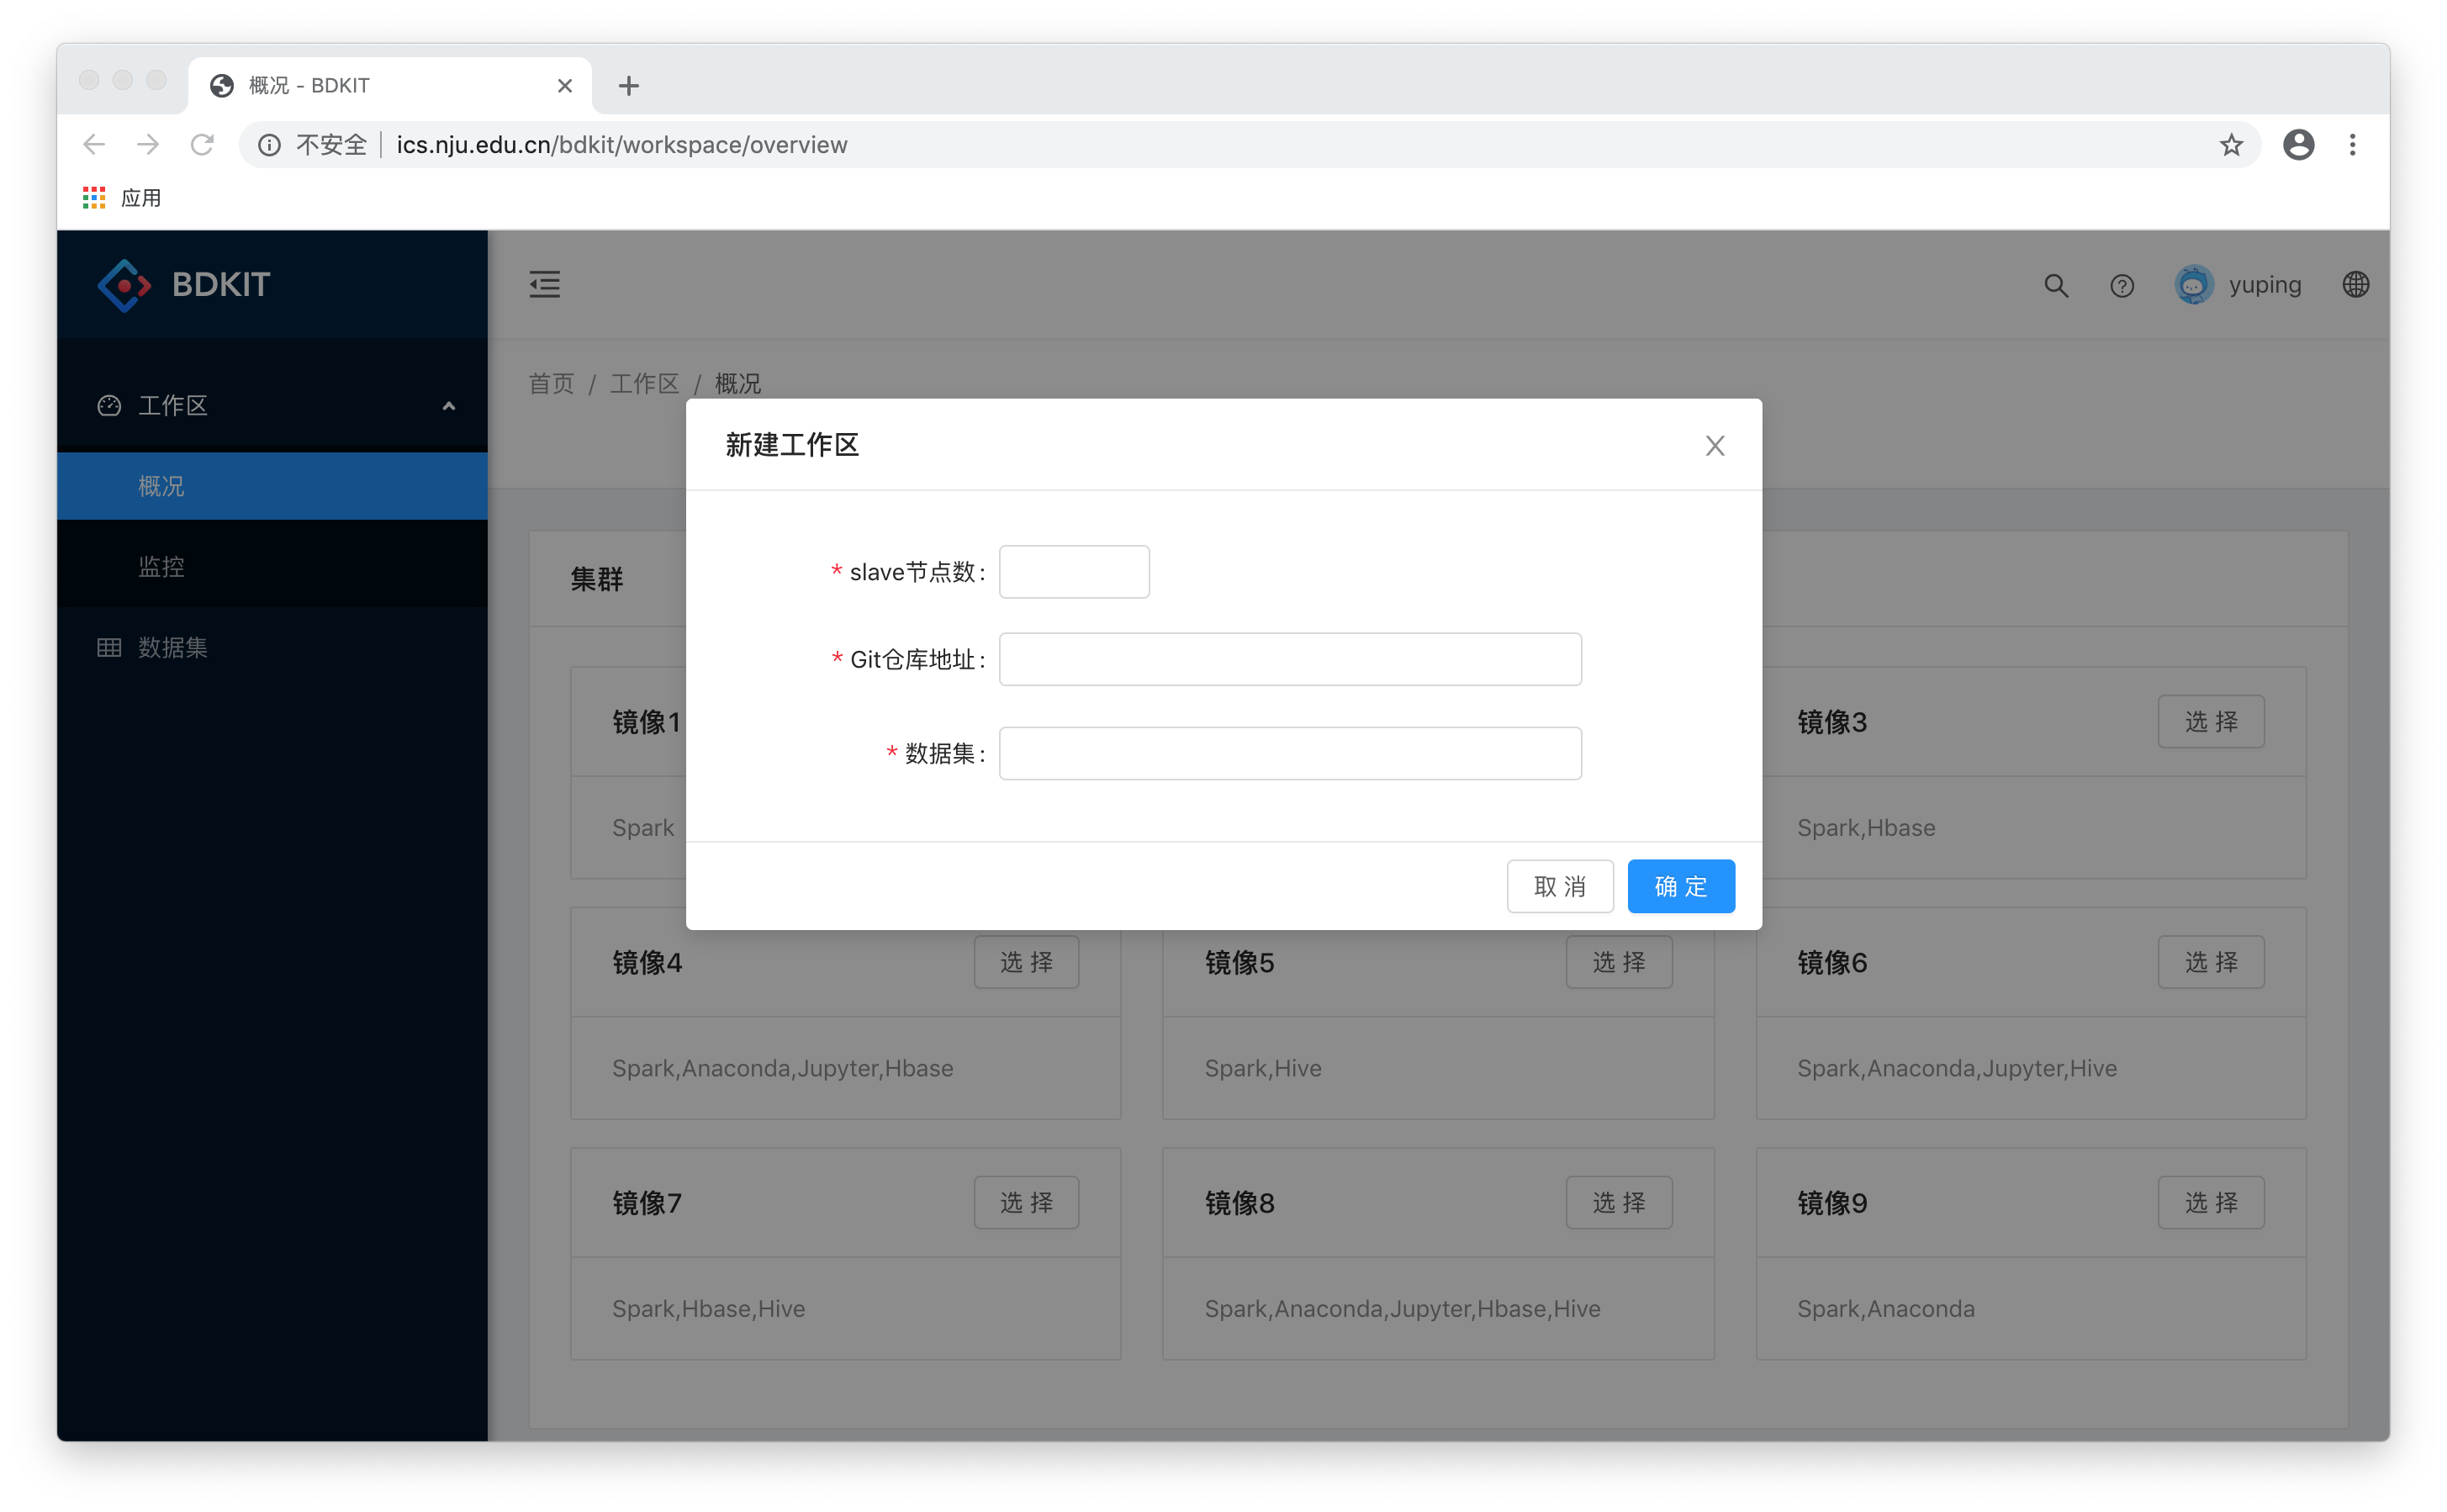 概况 - BDKIT
不安全 ics.nju.edu.cn/bdkit/workspace/overview
应用
BDKIT
yuping
首页 / 工作区 / 概况
工作区
概况
监控
数据集
新建工作区
* slave节点数:
* Git仓库地址:
* 数据集:
取 消 确 定
集群
镜像1
Spark
镜像3 选 择
Spark,Hbase
镜像4 选 择
Spark,Anaconda,Jupyter,Hbase
镜像5 选 择
Spark,Hive
镜像6 选 择
Spark,Anaconda,Jupyter,Hive
镜像7 选 择
Spark,Hbase,Hive
镜像8 选 择
Spark,Anaconda,Jupyter,Hbase,Hive
镜像9 选 择
Spark,Anaconda